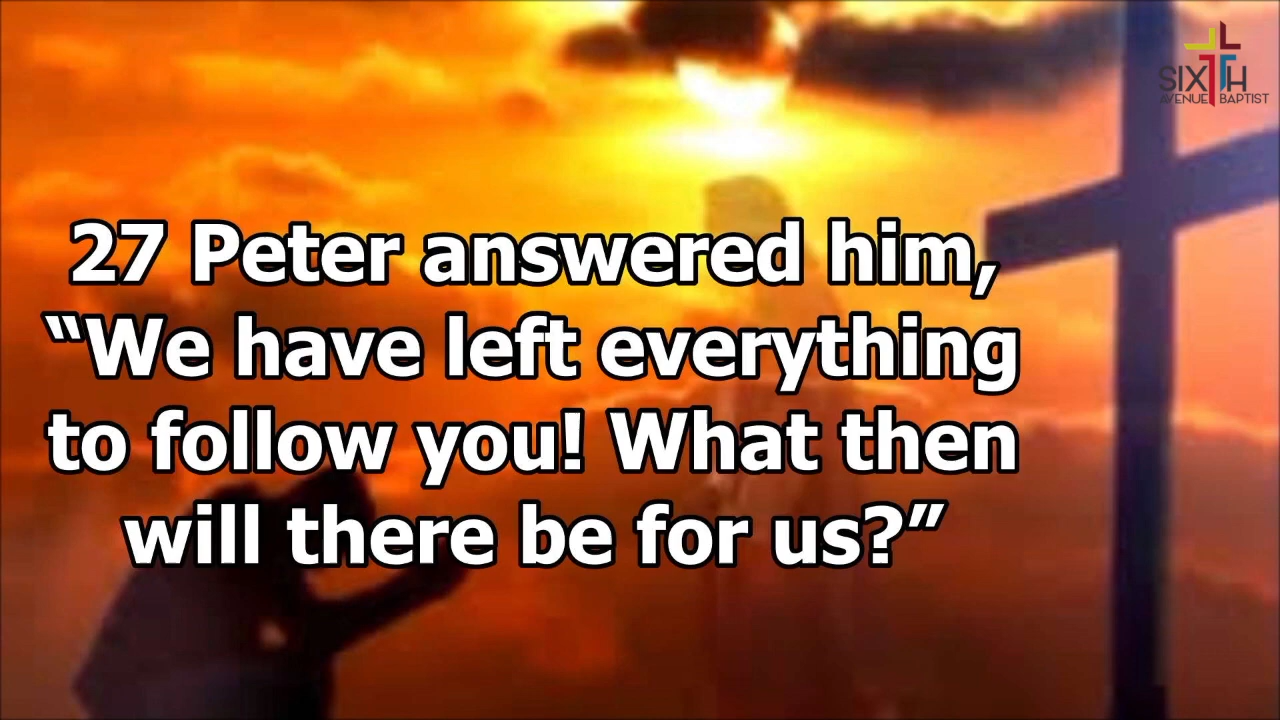 SIXTH
AVENUE BAPTIST
27 Peter answered him,
“We have left everything
to follow you! What then
will there be for us?”